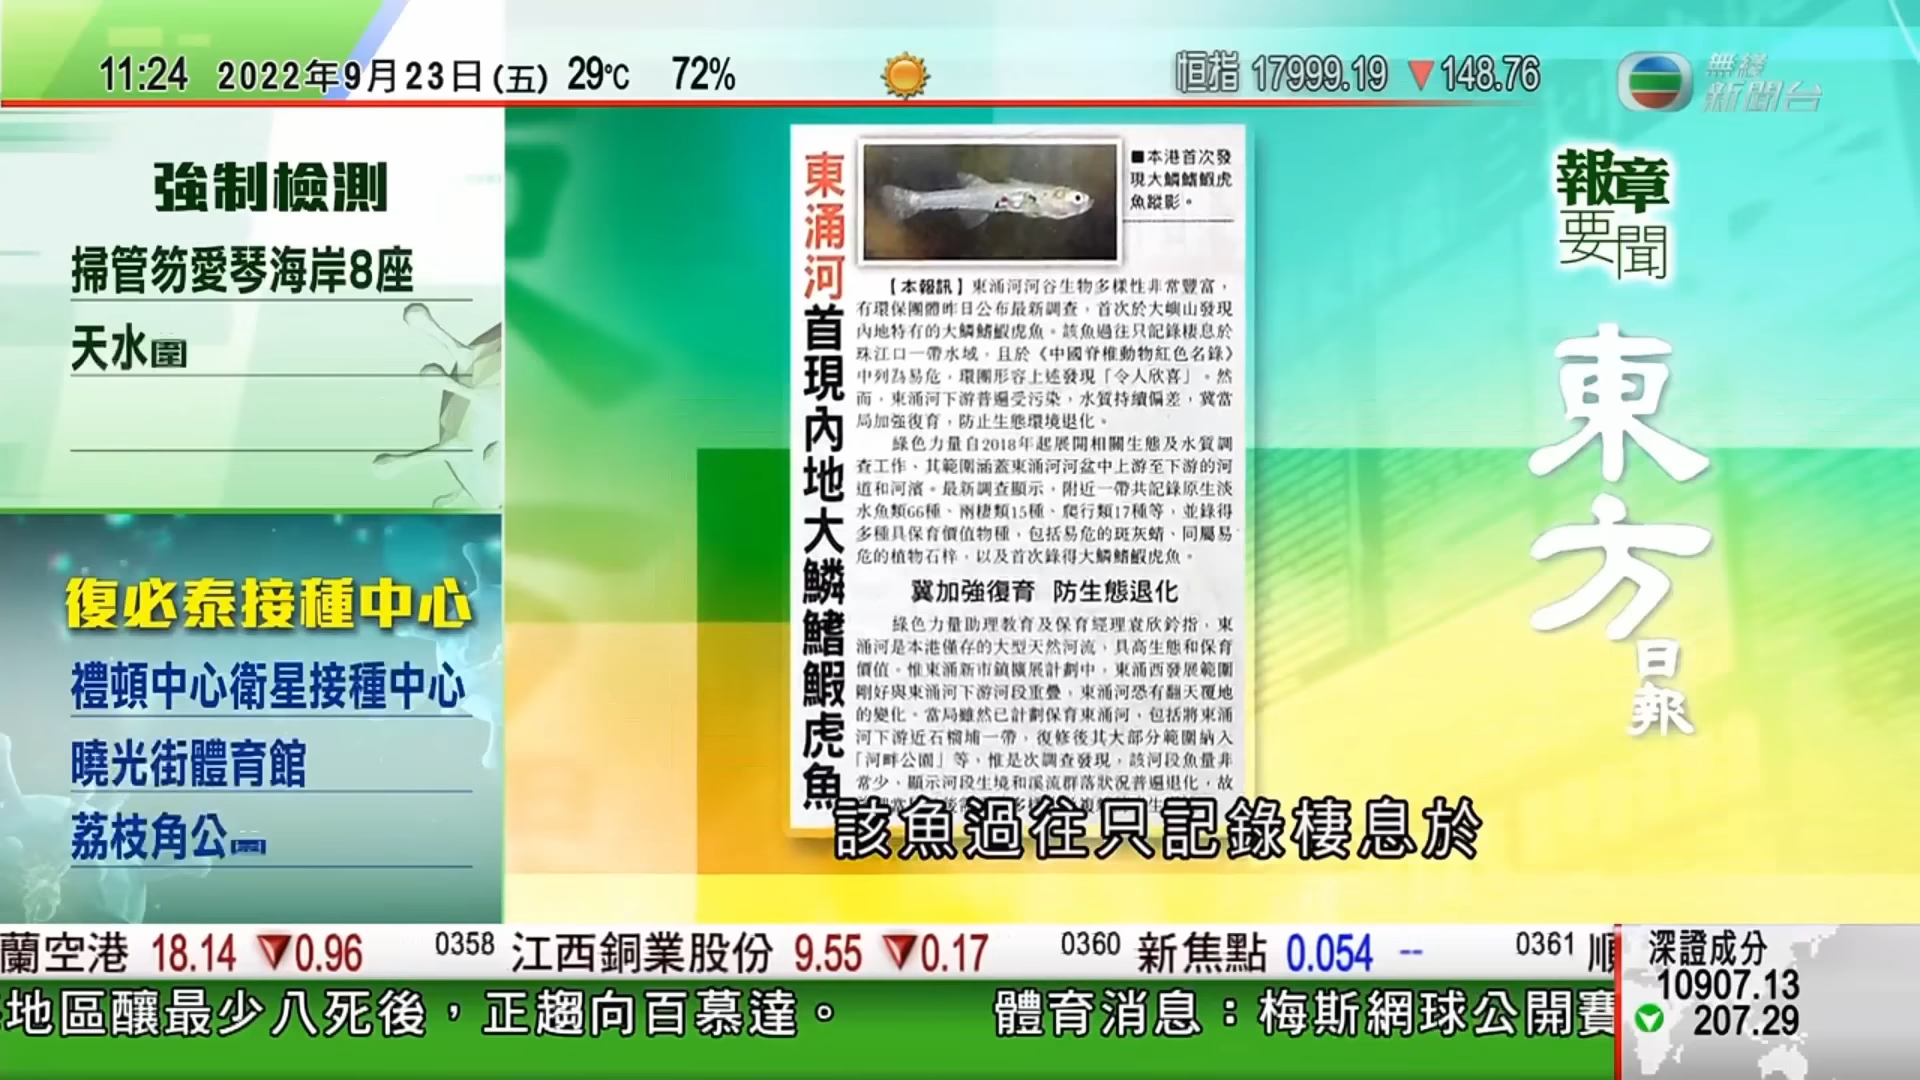 11:24 2022年9月23日(五) 29℃ 72%
恒指 17999.19 ▼148.76
無綫
新聞台
強制檢測
掃管笏愛琴海岸8座
天水圍
復必泰接種中心
禮頓中心衛星接種中心
曉光街體育館
荔枝角公園
東涌河首現內地大鱗鰭鰕虎魚
■本港首次發
現大鱗鰭鰕虎
魚蹤影。
【本報訊】東涌河河谷生物多樣性非常豐富，
有環保團體昨日公布最新調查，首次於大嶼山發現
內地特有的大鱗鰭鰕虎魚。該魚過往只記錄棲息於
珠江口一帶水域，且於《中國脊椎動物紅色名錄》
中列為易危，環團形容上述發現「令人欣喜」。然
而，東涌河下游普遍受污染，水質持續偏差，冀當
局加強復育，防止生態環境退化。
綠色力量自2018年起展開相關生態及水質調
查工作、其範圍涵蓋東涌河河盆中上游至下游的河
道和河濱。最新調查顯示，附近一帶共記錄原生淡
水魚類66種、兩棲類15種、爬行類17種等，並錄得
多種具保育價值物種，包括易危的斑灰蜻、同屬易
危的植物石梓，以及首次錄得大鱗鰭鰕虎魚。
冀加強復育 防生態退化
綠色力量助理教育及保育經理袁欣鈴指，東
涌河是本港僅存的大型天然河流，具高生態和保育
價值。惟東涌新市鎮擴展計劃中，東涌西發展範圍
剛好與東涌河下游河段重疊，東涌河恐有翻天覆地
的變化。當局雖然已計劃保育東涌河，包括將東涌
河下游近石榴埔一帶，復修後其大部分範圍納入
「河畔公園」等，惟是次調查發現，該河段魚量非
常少、顯示河段生境和溪流群落狀況普遍退化，故
該魚過往只記錄棲息於
報章
要聞
東方日報
蘭空港 18.14 ▼0.96 0358 江西銅業股份 9.55 ▼0.17 0360 新焦點 0.054 -- 0361 順
地區釀最少八死後，正趨向百慕達。 體育消息：梅斯網球公開賽
深證成分
10907.13
207.29